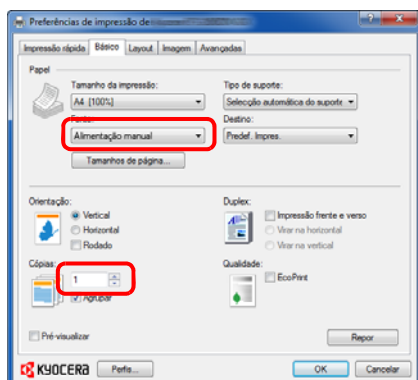 Preferências de impressão de
Impressão rápida Básico Layout Imagem Avançadas
Papel
Tamanho da impressão: Tipo de suporte:
A4 [100%] Selecção automática do suporte
Fonte: Destino:
Alimentação manual Predef. Impres.
Tamanhos de página...
Orientação: Duplex:
Vertical Impressão frente e verso
Horizontal Virar na horizontal
Rodado Virar na vertical
Cópias: Qualidade:
1 EcoPrint
Agrupar
Pré-visualizar Repor
KYOCERA Perfis... OK Cancelar